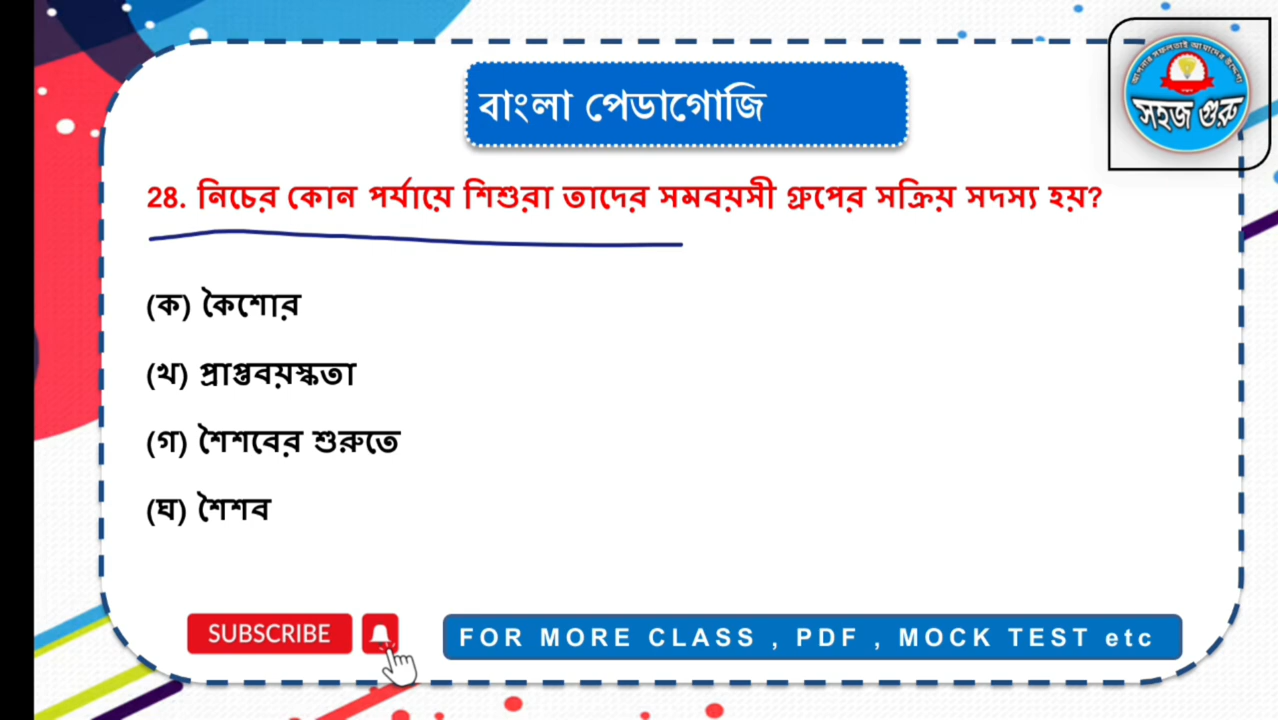 বাংলা পেডাগোজি
সহজ গুরু
28. নিচের কোন পর্যায়ে শিশুরা তাদের সমবয়সী গ্রুপের সক্রিয় সদস্য হয়?
(ক) কৈশোর
(খ) প্রাপ্তবয়স্কতা
(গ) শৈশবের শুরুতে
(ঘ) শৈশব
SUBSCRIBE
FOR MORE CLASS , PDF , MOCK TEST etc